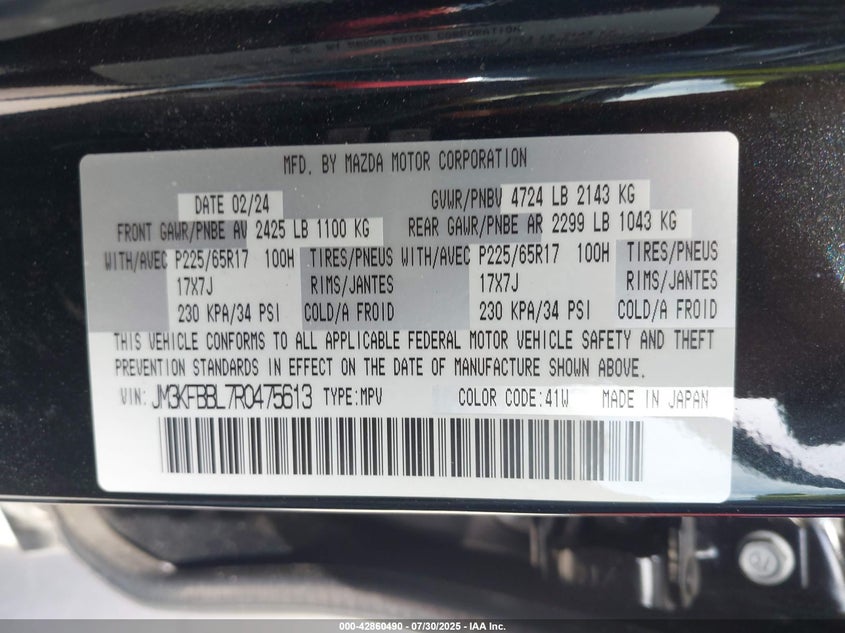 MFD. BY MAZDA MOTOR CORPORATION
DATE 02/24 GVWR/PNBV 4724 LB 2143 KG
FRONT GAWR/PNBE AV 2425 LB 1100 KG REAR GAWR/PNBE AR 2299 LB 1043 KG
WITH/AVEC P225/65R17 100H TIRES/PNEUS WITH/AVEC P225/65R17 100H TIRES/PNEUS
17X7J RIMS/JANTES 17X7J RIMS/JANTES
230 KPA/34 PSI COLD/A FROID 230 KPA/34 PSI COLD/A FROID
THIS VEHICLE CONFORMS TO ALL APPLICABLE FEDERAL MOTOR VEHICLE SAFETY AND THEFT
PREVENTION STANDARDS IN EFFECT ON THE DATE OF MANUFACTURE SHOWN ABOVE.
VIN: JM3KFBBL7R0475613 TYPE:MPV COLOR CODE:41W MADE IN JAPAN
000-42860490 - 07/30/2025 - IAA Inc.